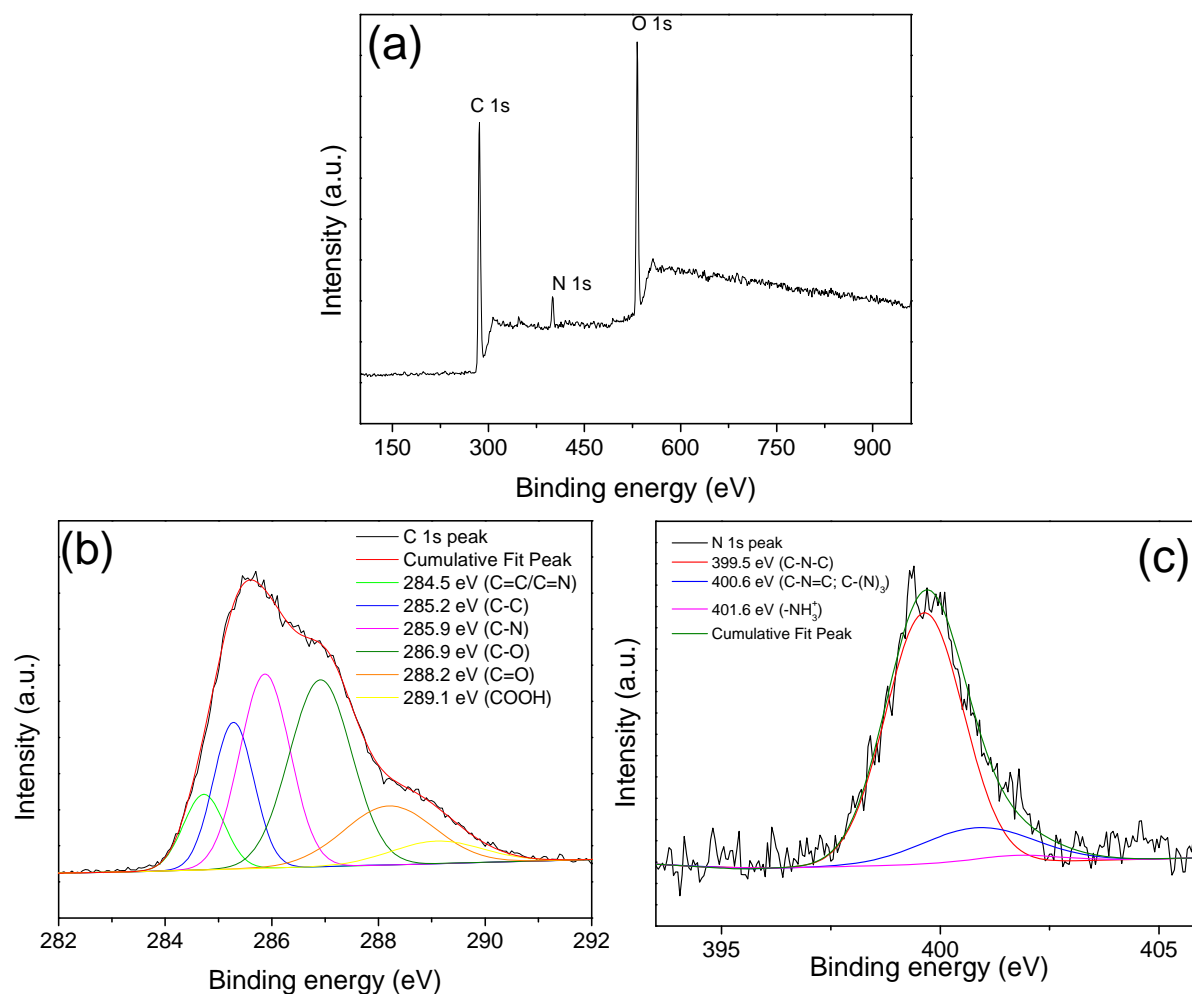 (a)
O 1s
C 1s
N 1s
Intensity (a.u.)
150 300 450 600 750 900
Binding energy (eV)
(b)
C 1s peak
Cumulative Fit Peak
284.5 eV (C=C/C=N)
285.2 eV (C-C)
285.9 eV (C-N)
286.9 eV (C-O)
288.2 eV (C=O)
289.1 eV (COOH)
Intensity (a.u.)
282 284 286 288 290 292
Binding energy (eV)
(c)
N 1s peak
399.5 eV (C-N-C)
400.6 eV (C-N=C; C-(N)₃)
401.6 eV (-NH₃⁺)
Cumulative Fit Peak
Intensity (a.u.)
395 400 405
Binding energy (eV)